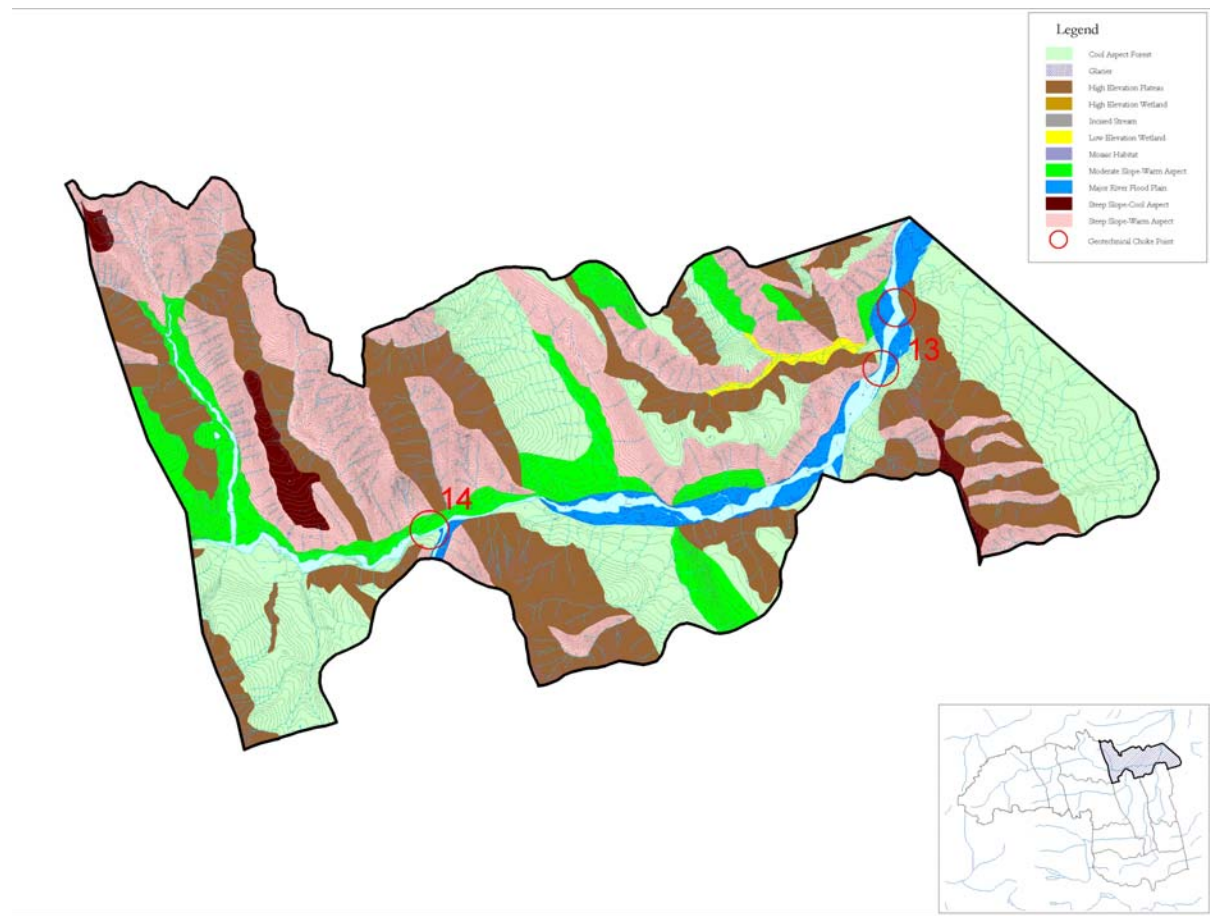 Legend
Cool Aspect Forest
Glacier
High Elevation Plateau
High Elevation Wetland
Incised Stream
Low Elevation Wetland
Mosaic Habitat
Moderate Slope-Warm Aspect
Major River Flood Plain
Steep Slope-Cool Aspect
Steep Slope-Warm Aspect
Geotechnical Choke Point
13
14